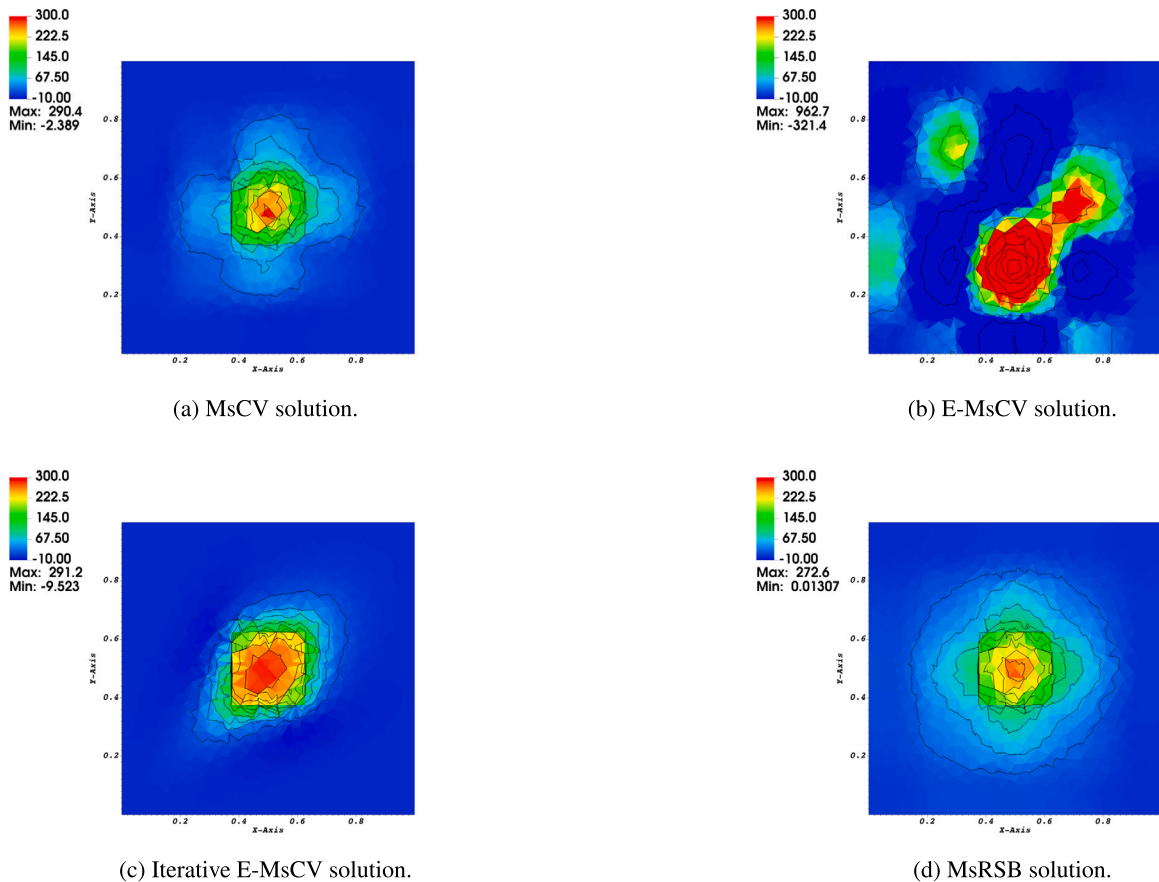 300.0
222.5
145.0
67.50
-10.00
Max: 290.4
Min: -2.389
0.8
0.6
0.4
0.2
Y-Axis
0.2 0.4 0.6 0.8
X-Axis
(a) MsCV solution.
300.0
222.5
145.0
67.50
-10.00
Max: 962.7
Min: -321.4
0.8
0.6
0.4
0.2
Y-Axis
0.2 0.4 0.6 0.8
X-Axis
(b) E-MsCV solution.
300.0
222.5
145.0
67.50
-10.00
Max: 291.2
Min: -9.523
0.8
0.6
0.4
0.2
Y-Axis
0.2 0.4 0.6 0.8
X-Axis
(c) Iterative E-MsCV solution.
300.0
222.5
145.0
67.50
-10.00
Max: 272.6
Min: 0.01307
0.8
0.6
0.4
0.2
Y-Axis
0.2 0.4 0.6 0.8
X-Axis
(d) MsRSB solution.